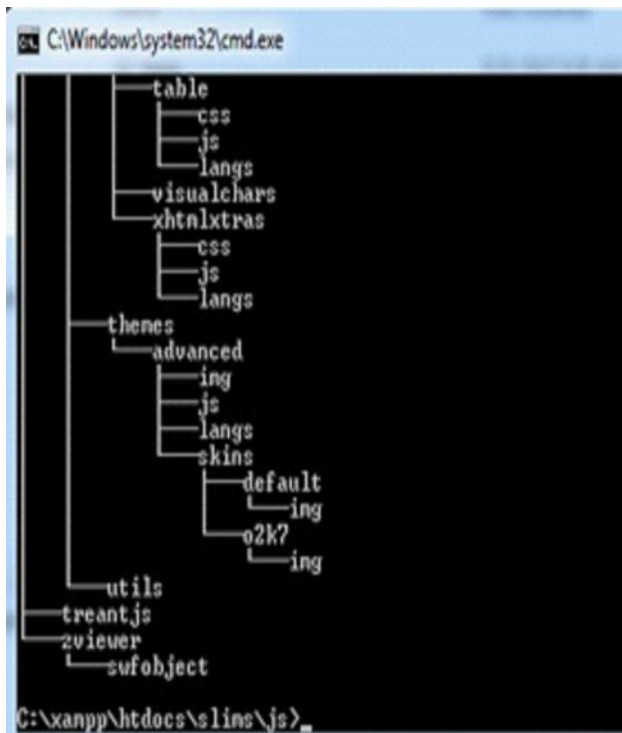 C:\Windows\system32\cmd.exe
table
css
js
langs
visualchars
xhtmlxtras
css
js
langs
themes
advanced
img
js
langs
skins
default
img
o2k7
img
utils
treantjs
zviewer
swfobject
C:\xampp\htdocs\slims\js>_